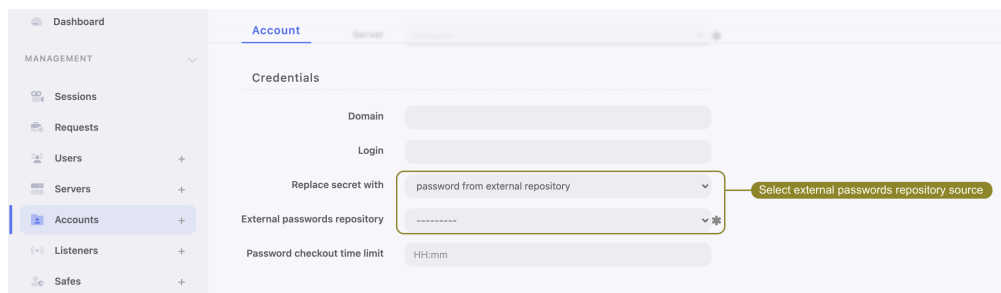 Dashboard
Account
Server
MANAGEMENT
Credentials
Sessions
Domain
Requests
Login
Users +
Replace secret with password from external repository
Servers +
Select external passwords repository source
External passwords repository --------- *
Accounts +
Password checkout time limit HH:mm
Listeners +
Safes +